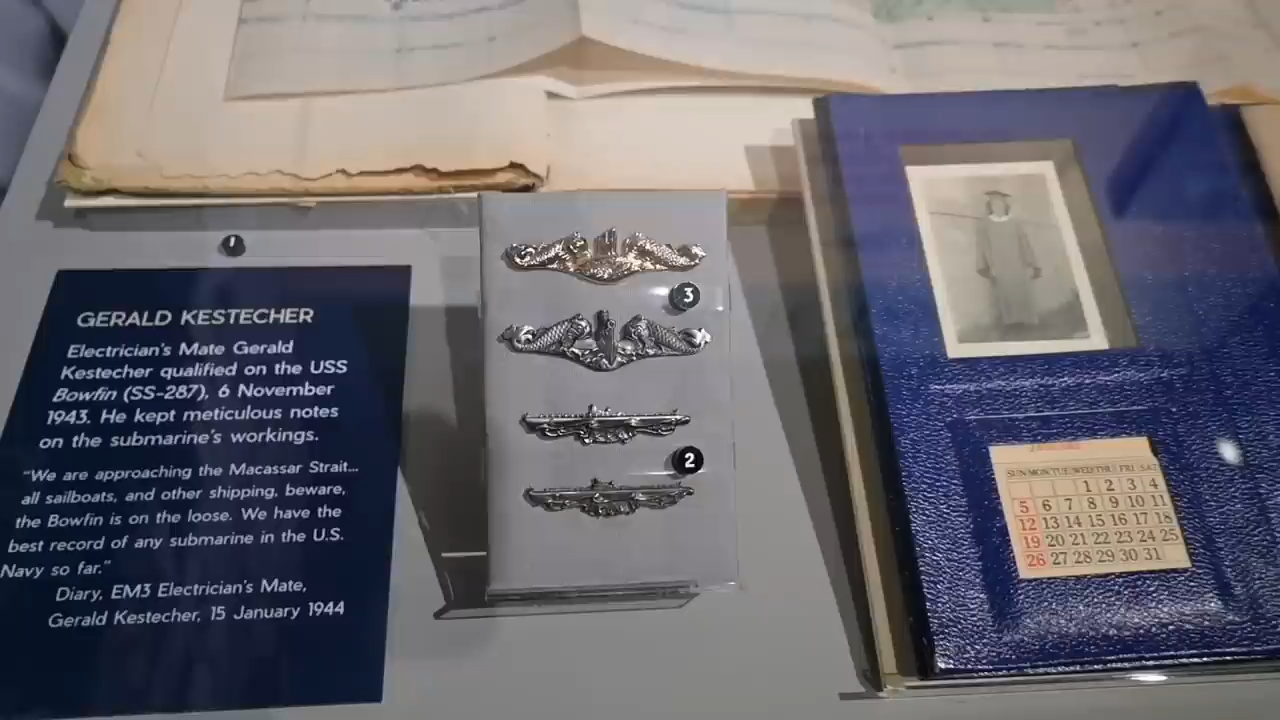 1
GERALD KESTECHER
Electrician's Mate Gerald
Kestecher qualified on the USS
Bowfin (SS-287), 6 November
1943. He kept meticulous notes
on the submarine's workings.
"We are approaching the Macassar Strait...
all sailboats, and other shipping, beware,
the Bowfin is on the loose. We have the
best record of any submarine in the U.S.
Navy so far."
Diary, EM3 Electrician's Mate,
Gerald Kestecher, 15 January 1944
3
2
SUN MON TUE WED THU FRI SAT
1 2 3 4
5 6 7 8 9 10 11
12 13 14 15 16 17 18
19 20 21 22 23 24 25
26 27 28 29 30 31